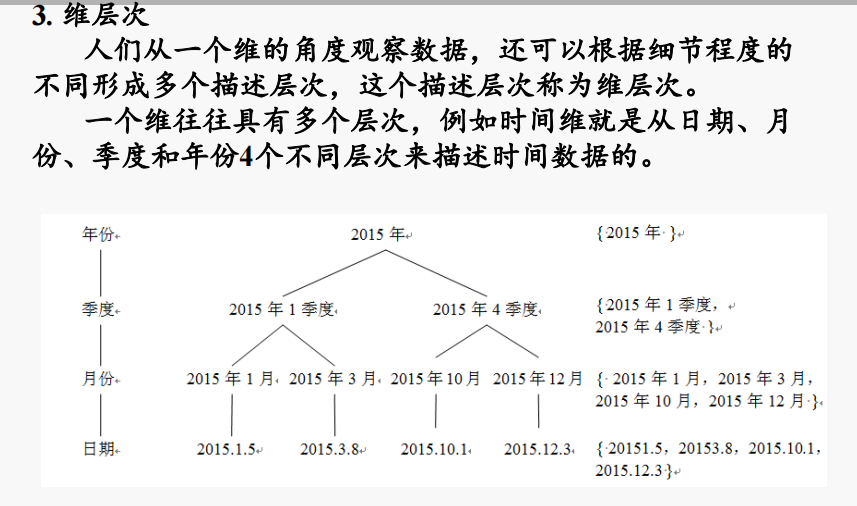 3. 维层次
人们从一个维的角度观察数据，还可以根据细节程度的
不同形成多个描述层次，这个描述层次称为维层次。
一个维往往具有多个层次，例如时间维就是从日期、月
份、季度和年份4个不同层次来描述时间数据的。
年份 2015 年 { 2015 年 }
季度 2015 年 1 季度 2015 年 4 季度 { 2015 年 1 季度，
2015 年 4 季度 }
月份 2015 年 1 月 2015 年 3 月 2015 年 10 月 2015 年 12 月 { 2015 年 1 月，2015 年 3 月，
2015 年 10 月，2015 年 12 月 }
日期 2015.1.5 2015.3.8 2015.10.1 2015.12.3 { 20151.5，20153.8，2015.10.1，
2015.12.3 }